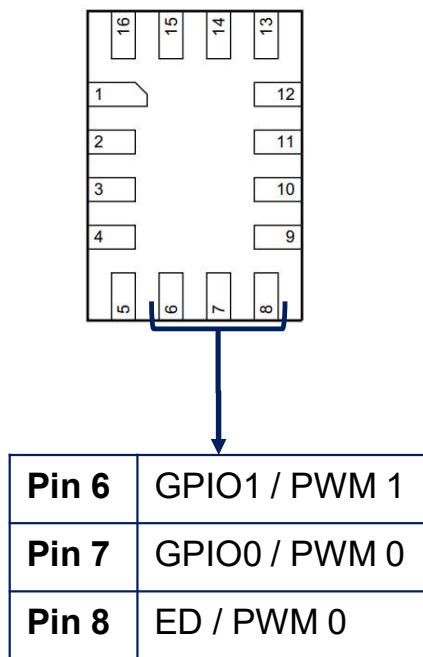 16 15 14 13
1 12
2 11
3 10
4 9
5 6 7 8
Pin 6 GPIO1 / PWM 1
Pin 7 GPIO0 / PWM 0
Pin 8 ED / PWM 0